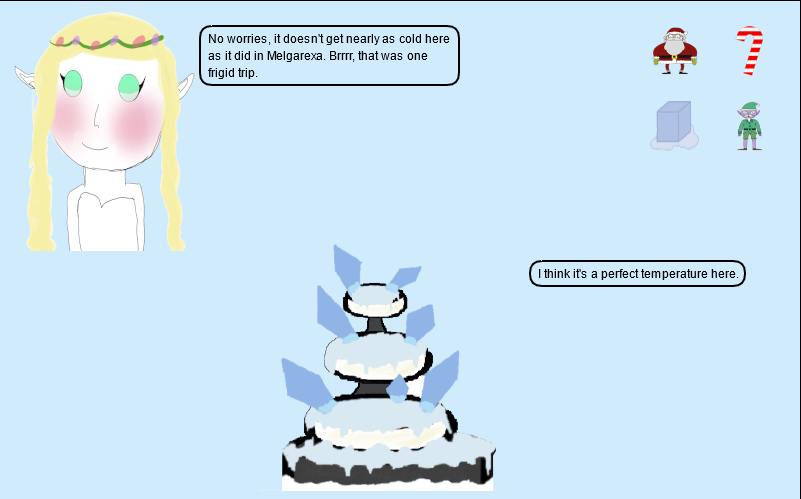 No worries, it doesn't get nearly as cold here
as it did in Melgarexa. Brrrr, that was one
frigid trip.
I think it's a perfect temperature here.